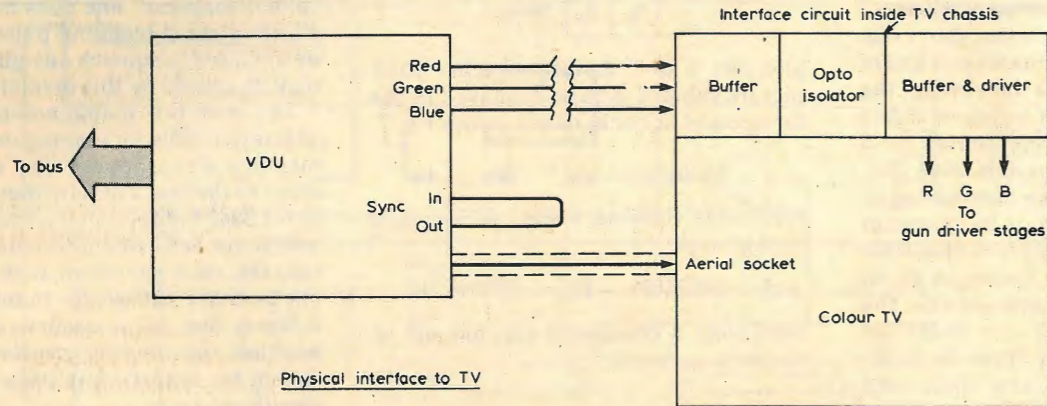 Interface circuit inside TV chassis
Red
Green
Blue
Buffer
Opto
isolator
Buffer & driver
To bus
VDU
Sync
In
Out
R G B
To
gun driver stages
Aerial socket
Colour TV
Physical interface to TV